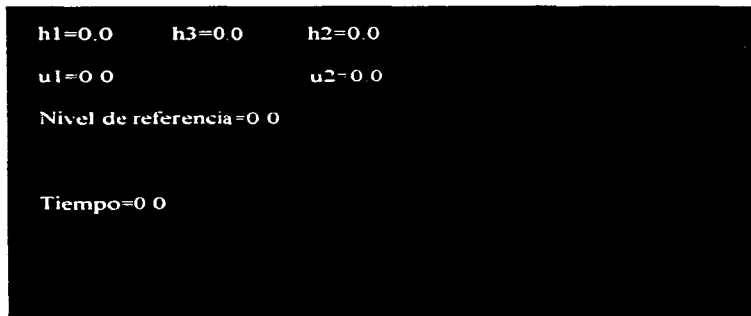 h1=0.0 h3=0.0 h2=0.0
u1=0 0 u2=0.0
Nivel de referencia=0 0
Tiempo=0 0